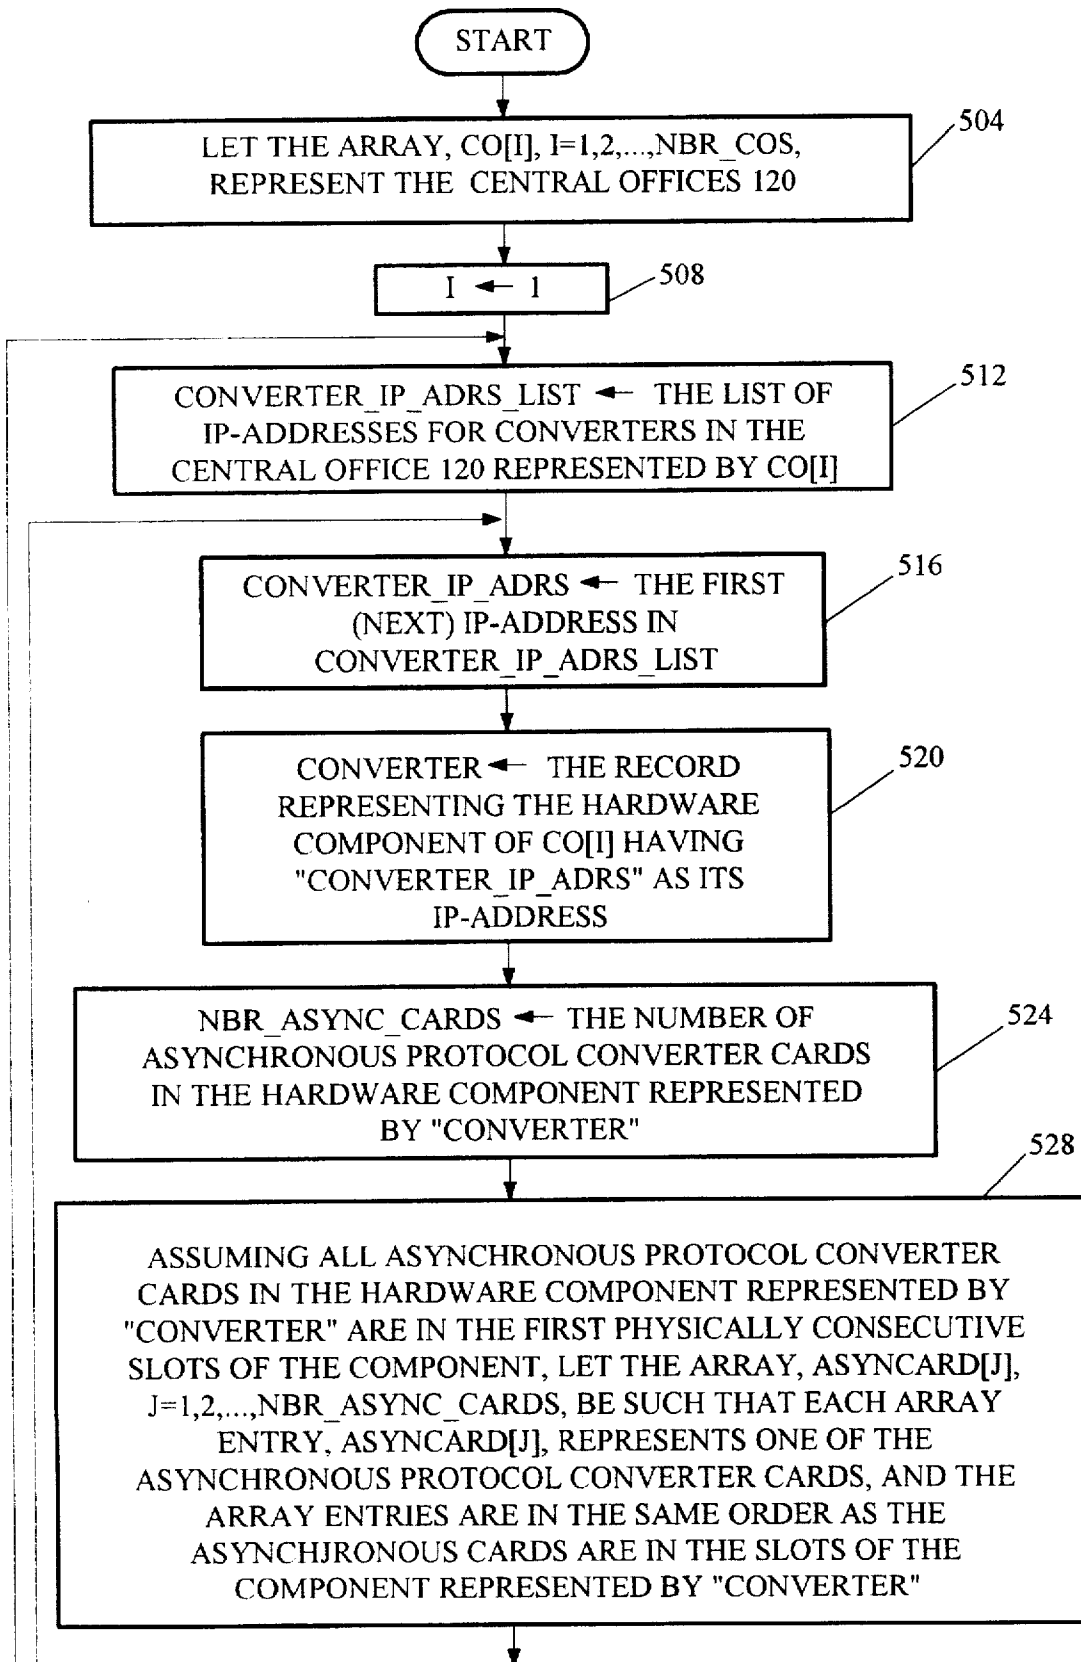 START
504
LET THE ARRAY, CO[I], I=1,2,...,NBR_COS,
REPRESENT THE CENTRAL OFFICES 120
508
I ← 1
512
CONVERTER_IP_ADRS_LIST ← THE LIST OF
IP-ADDRESSES FOR CONVERTERS IN THE
CENTRAL OFFICE 120 REPRESENTED BY CO[I]
516
CONVERTER_IP_ADRS ← THE FIRST
(NEXT) IP-ADDRESS IN
CONVERTER_IP_ADRS_LIST
520
CONVERTER ← THE RECORD
REPRESENTING THE HARDWARE
COMPONENT OF CO[I] HAVING
"CONVERTER_IP_ADRS" AS ITS
IP-ADDRESS
524
NBR_ASYNC_CARDS ← THE NUMBER OF
ASYNCHRONOUS PROTOCOL CONVERTER CARDS
IN THE HARDWARE COMPONENT REPRESENTED
BY "CONVERTER"
528
ASSUMING ALL ASYNCHRONOUS PROTOCOL CONVERTER
CARDS IN THE HARDWARE COMPONENT REPRESENTED BY
"CONVERTER" ARE IN THE FIRST PHYSICALLY CONSECUTIVE
SLOTS OF THE COMPONENT, LET THE ARRAY, ASYNCARD[J],
J=1,2,...,NBR_ASYNC_CARDS, BE SUCH THAT EACH ARRAY
ENTRY, ASYNCARD[J], REPRESENTS ONE OF THE
ASYNCHRONOUS PROTOCOL CONVERTER CARDS, AND THE
ARRAY ENTRIES ARE IN THE SAME ORDER AS THE
ASYNCHJRONOUS CARDS ARE IN THE SLOTS OF THE
COMPONENT REPRESENTED BY "CONVERTER"